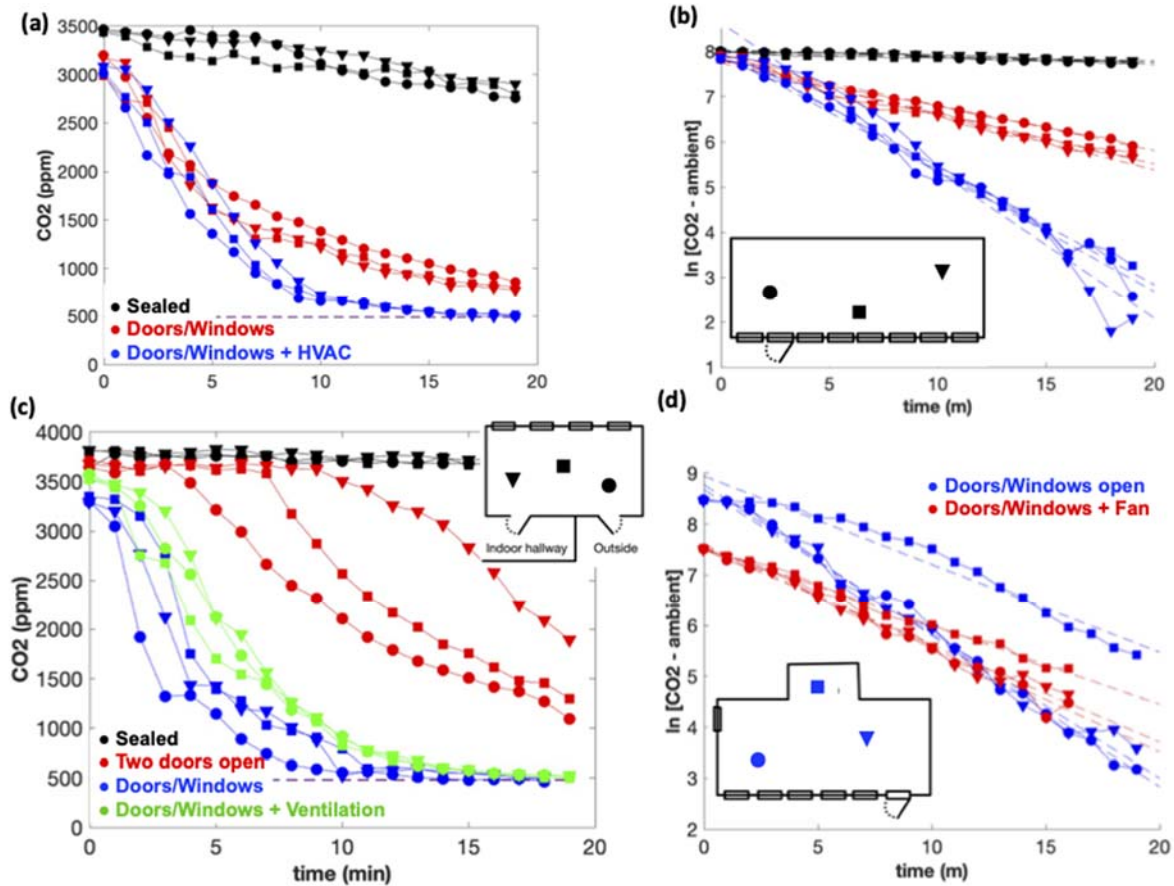 (a)
3500
3000
2500
2000
1500
1000
500
0
CO2 (ppm)
Sealed
Doors/Windows
Doors/Windows + HVAC
0 5 10 15 20
(b)
8
7
6
5
4
3
2
1
ln [CO2 - ambient]
0 5 10 15 20
time (m)
(c)
4000
3500
3000
2500
2000
1500
1000
500
0
CO2 (ppm)
Indoor hallway
Outside
Sealed
Two doors open
Doors/Windows
Doors/Windows + Ventilation
0 5 10 15 20
time (min)
(d)
9
8
7
6
5
4
3
2
ln [CO2 - ambient]
Doors/Windows open
Doors/Windows + Fan
0 5 10 15 20
time (m)